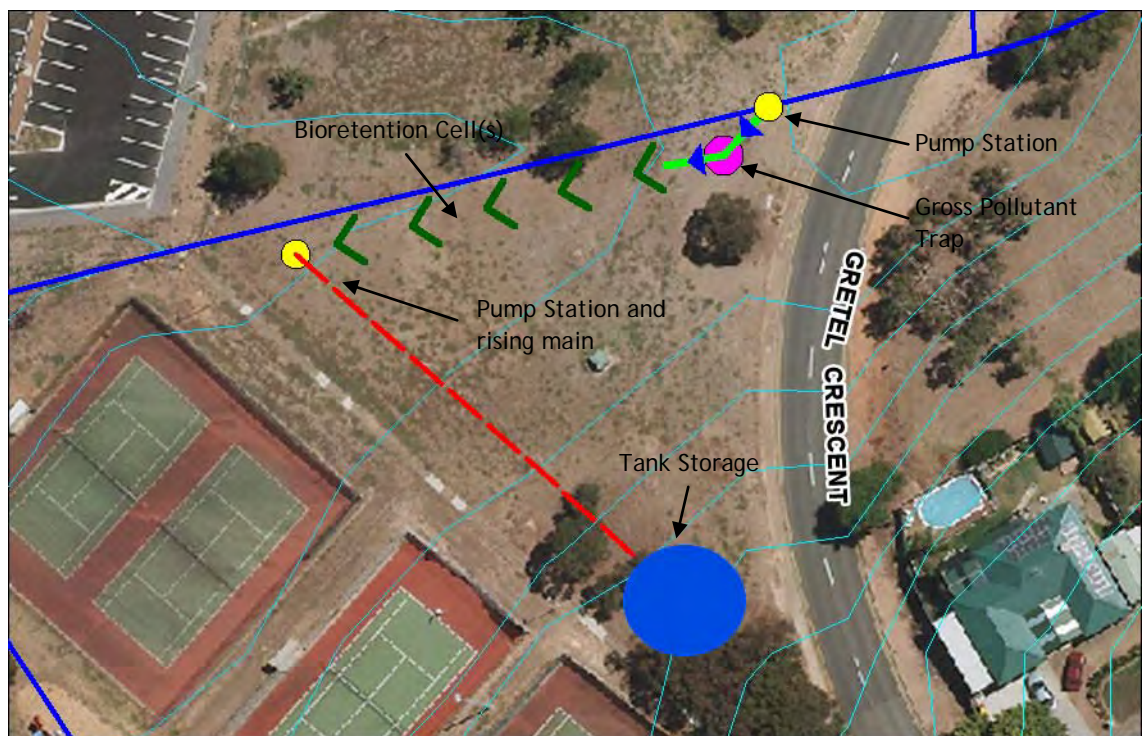 Bioretention Cell(s)
Pump Station
Gross Pollutant
Trap
GRETEL CRESCENT
Pump Station and
rising main
Tank Storage